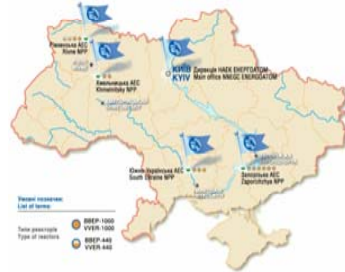 Рівненська АЕС
Rivne NPP
КИЇВ Дирекція НАЕК ЕНЕРГОАТОМ
KYIV Main office NNEGC ENERGOATOM
Хмельницька АЕС
Khmelnitsky NPP
Южно-Українська АЕС
South Ukraine NPP
Запорізька АЕС
Zaporizhzhya NPP
Умовні позначки:
List of terms:
Типи реакторів
Type of reactors
ВВЕР-1000
VVER-1000
ВВЕР-440
VVER-440